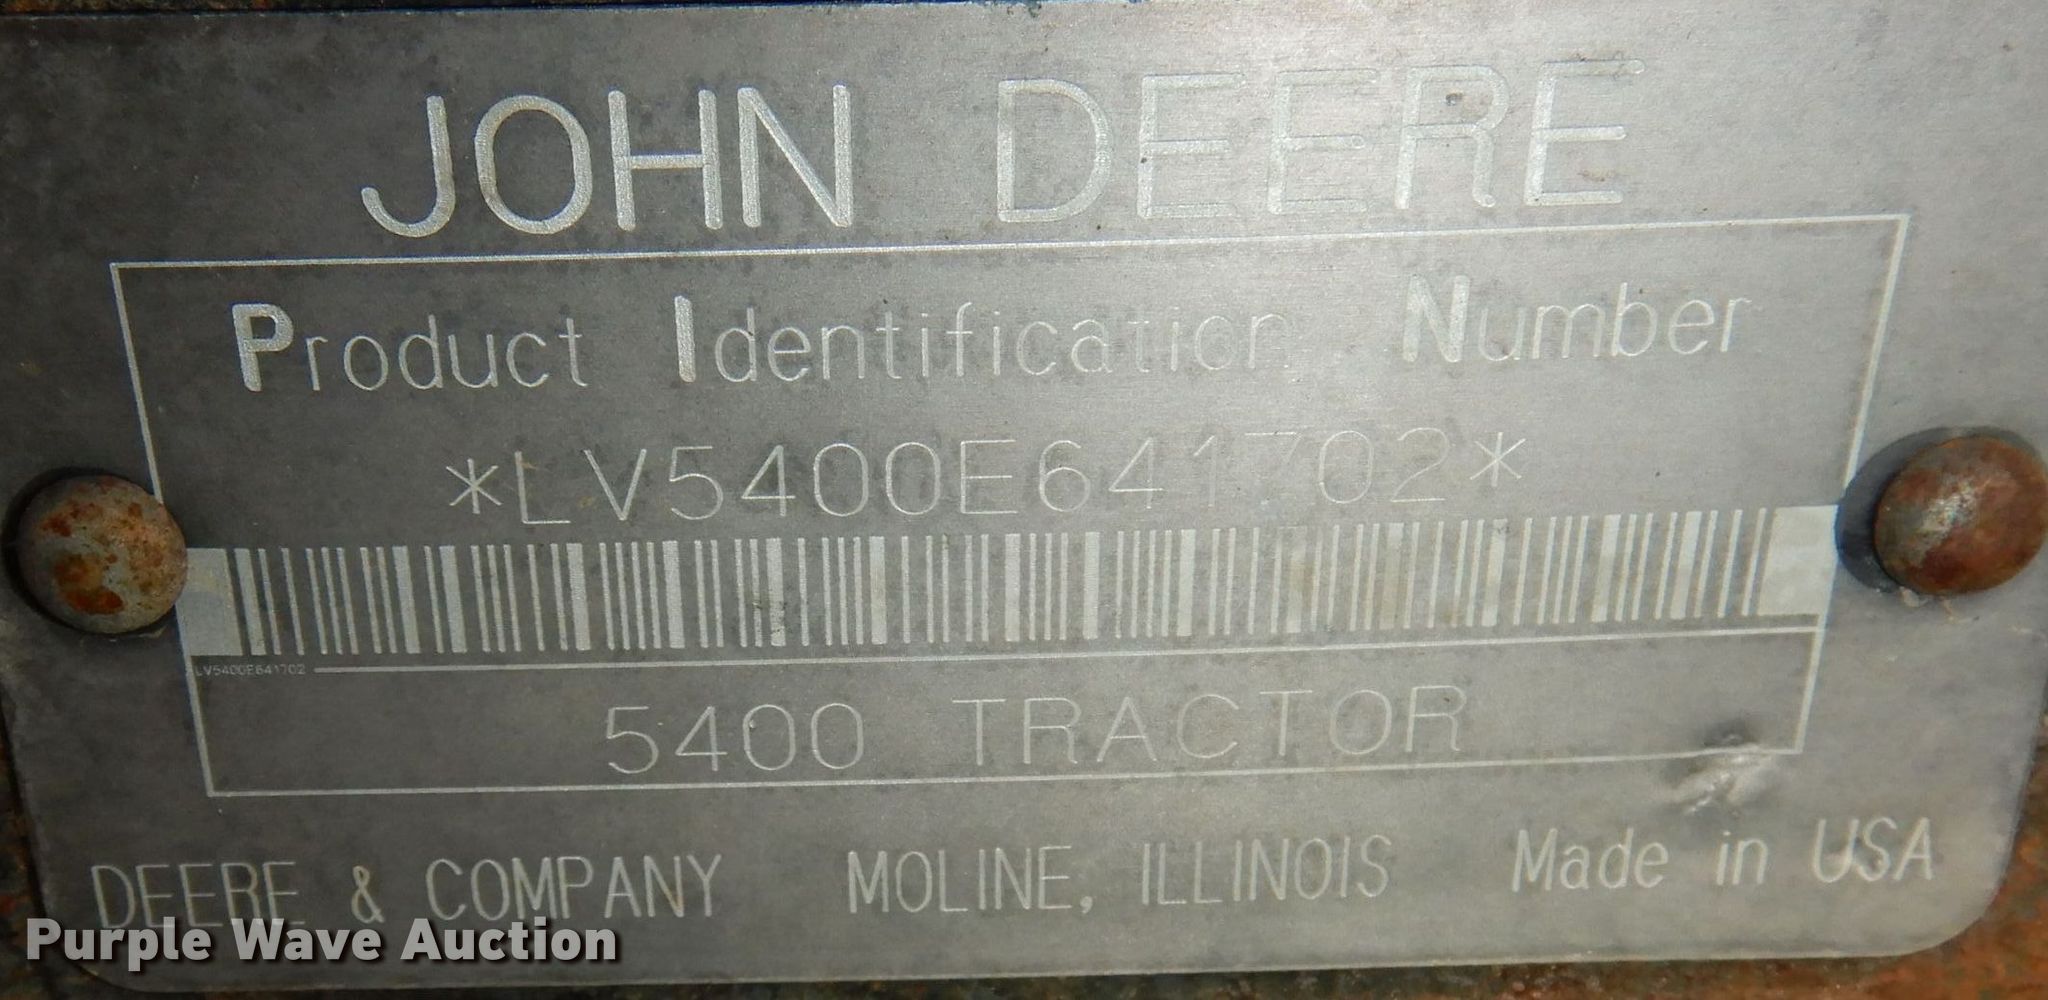 JOHN DEERE
Product Identification Number
*LV5400E641702*
LV5400E641702
5400 TRACTOR
DEERE & COMPANY MOLINE, ILLINOIS Made in USA
Purple Wave Auction